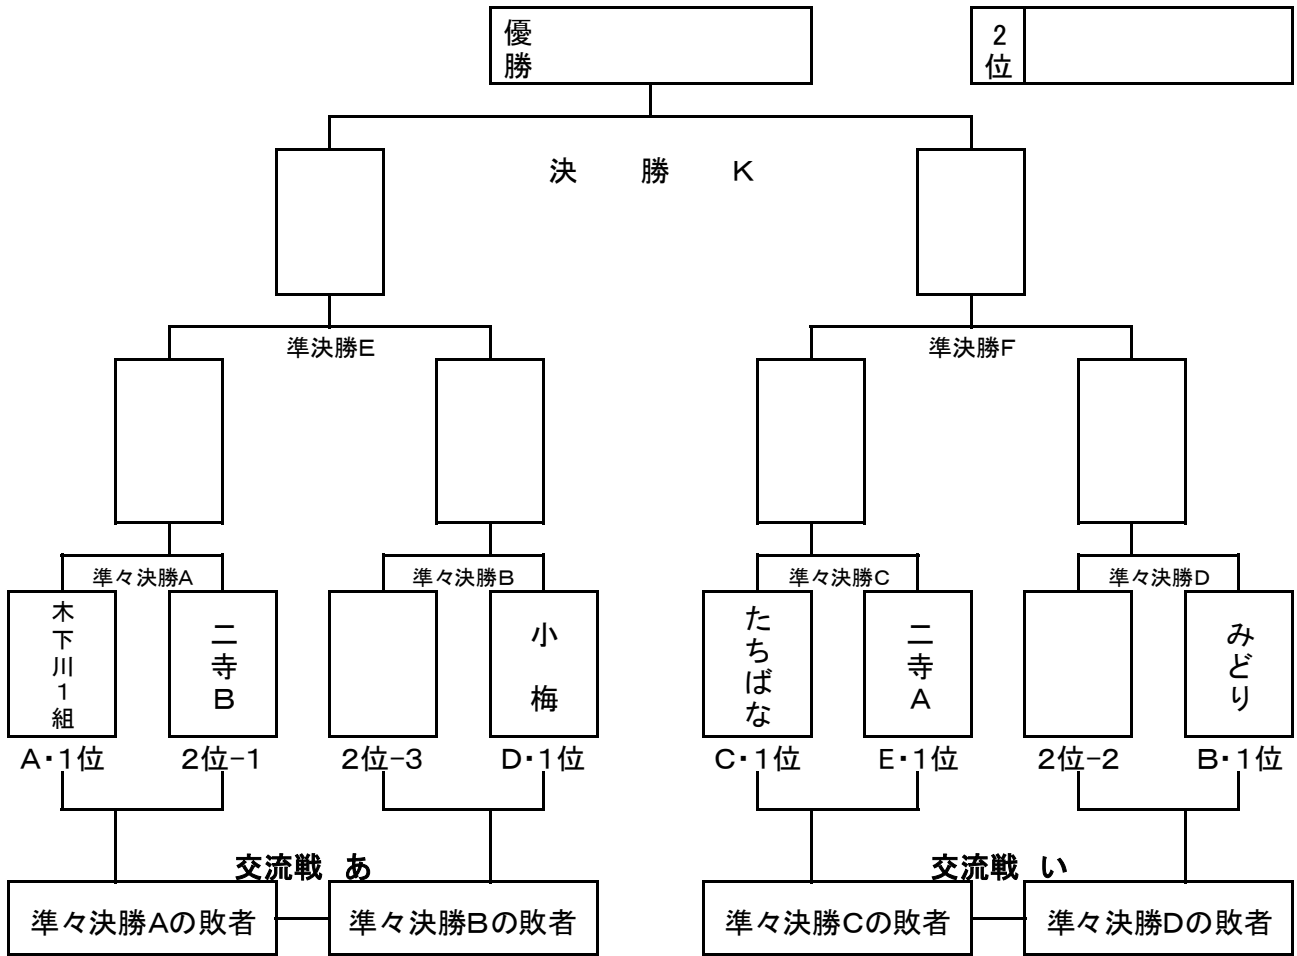 優勝
2位
決 勝 K
準決勝E
準決勝F
準々決勝A
準々決勝B
準々決勝C
準々決勝D
木下川1組
二寺B
小梅
たちばな
二寺A
みどり
A・1位
2位-1
2位-3
D・1位
C・1位
E・1位
2位-2
B・1位
交流戦 あ
交流戦 い
準々決勝Aの敗者
準々決勝Bの敗者
準々決勝Cの敗者
準々決勝Dの敗者